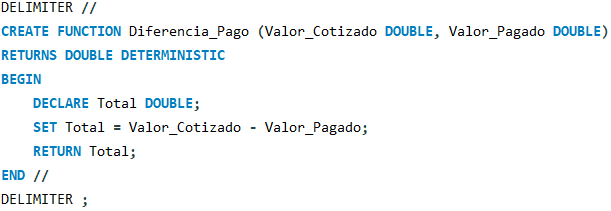 DELIMITER //
CREATE FUNCTION Diferencia_Pago (Valor_Cotizado DOUBLE, Valor_Pagado DOUBLE)
RETURNS DOUBLE DETERMINISTIC
BEGIN
    DECLARE Total DOUBLE;
    SET Total = Valor_Cotizado - Valor_Pagado;
    RETURN Total;
END //
DELIMITER ;